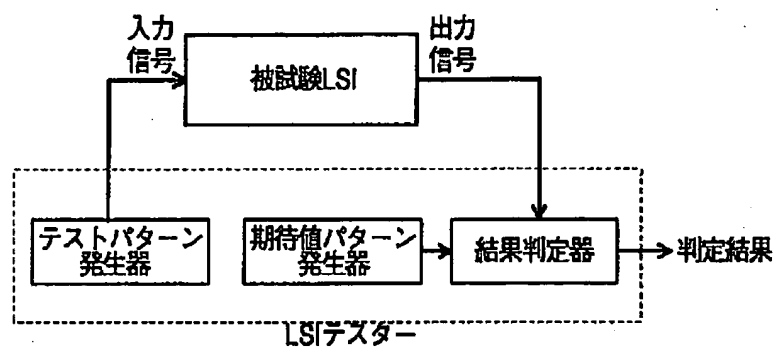 入力
信号
被試験LSI
出力
信号
テストパターン
発生器
期待値パターン
発生器
結果判定器
判定結果
LSIテスター